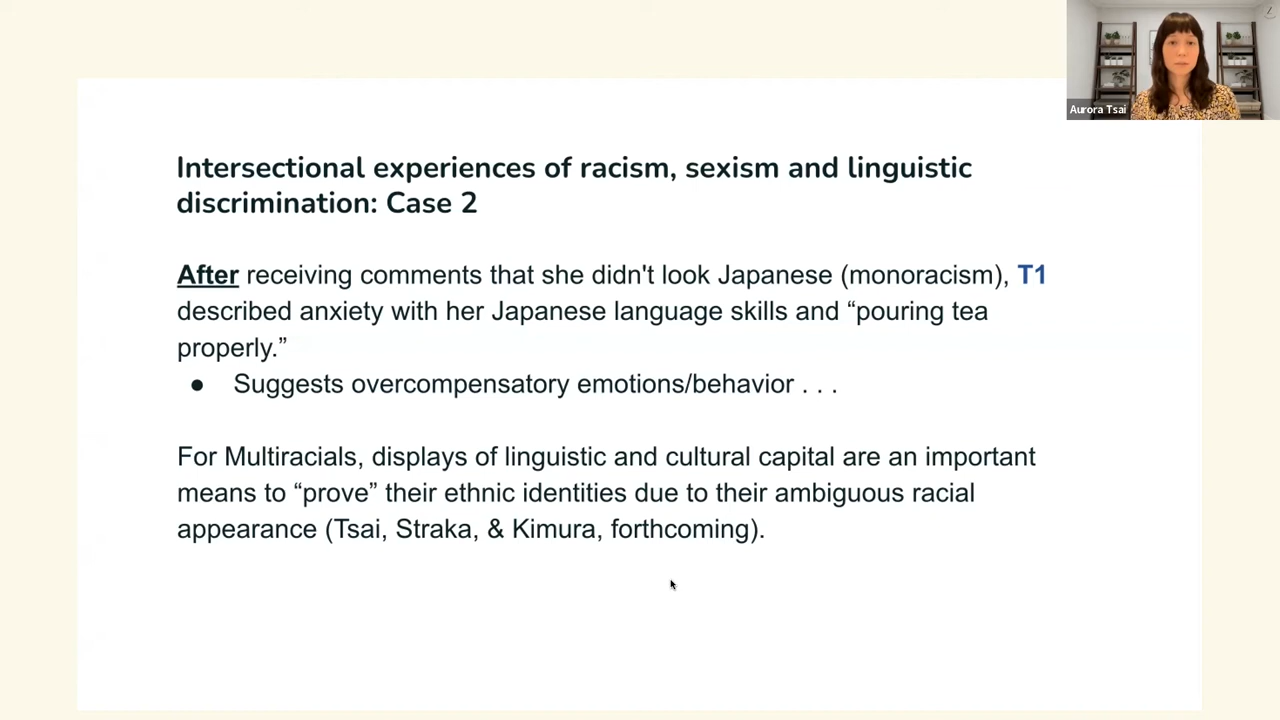 Aurora Tsai
Intersectional experiences of racism, sexism and linguistic
discrimination: Case 2
After receiving comments that she didn't look Japanese (monoracism), T1
described anxiety with her Japanese language skills and “pouring tea
properly.”
● Suggests overcompensatory emotions/behavior . . .
For Multiracials, displays of linguistic and cultural capital are an important
means to “prove” their ethnic identities due to their ambiguous racial
appearance (Tsai, Straka, & Kimura, forthcoming).